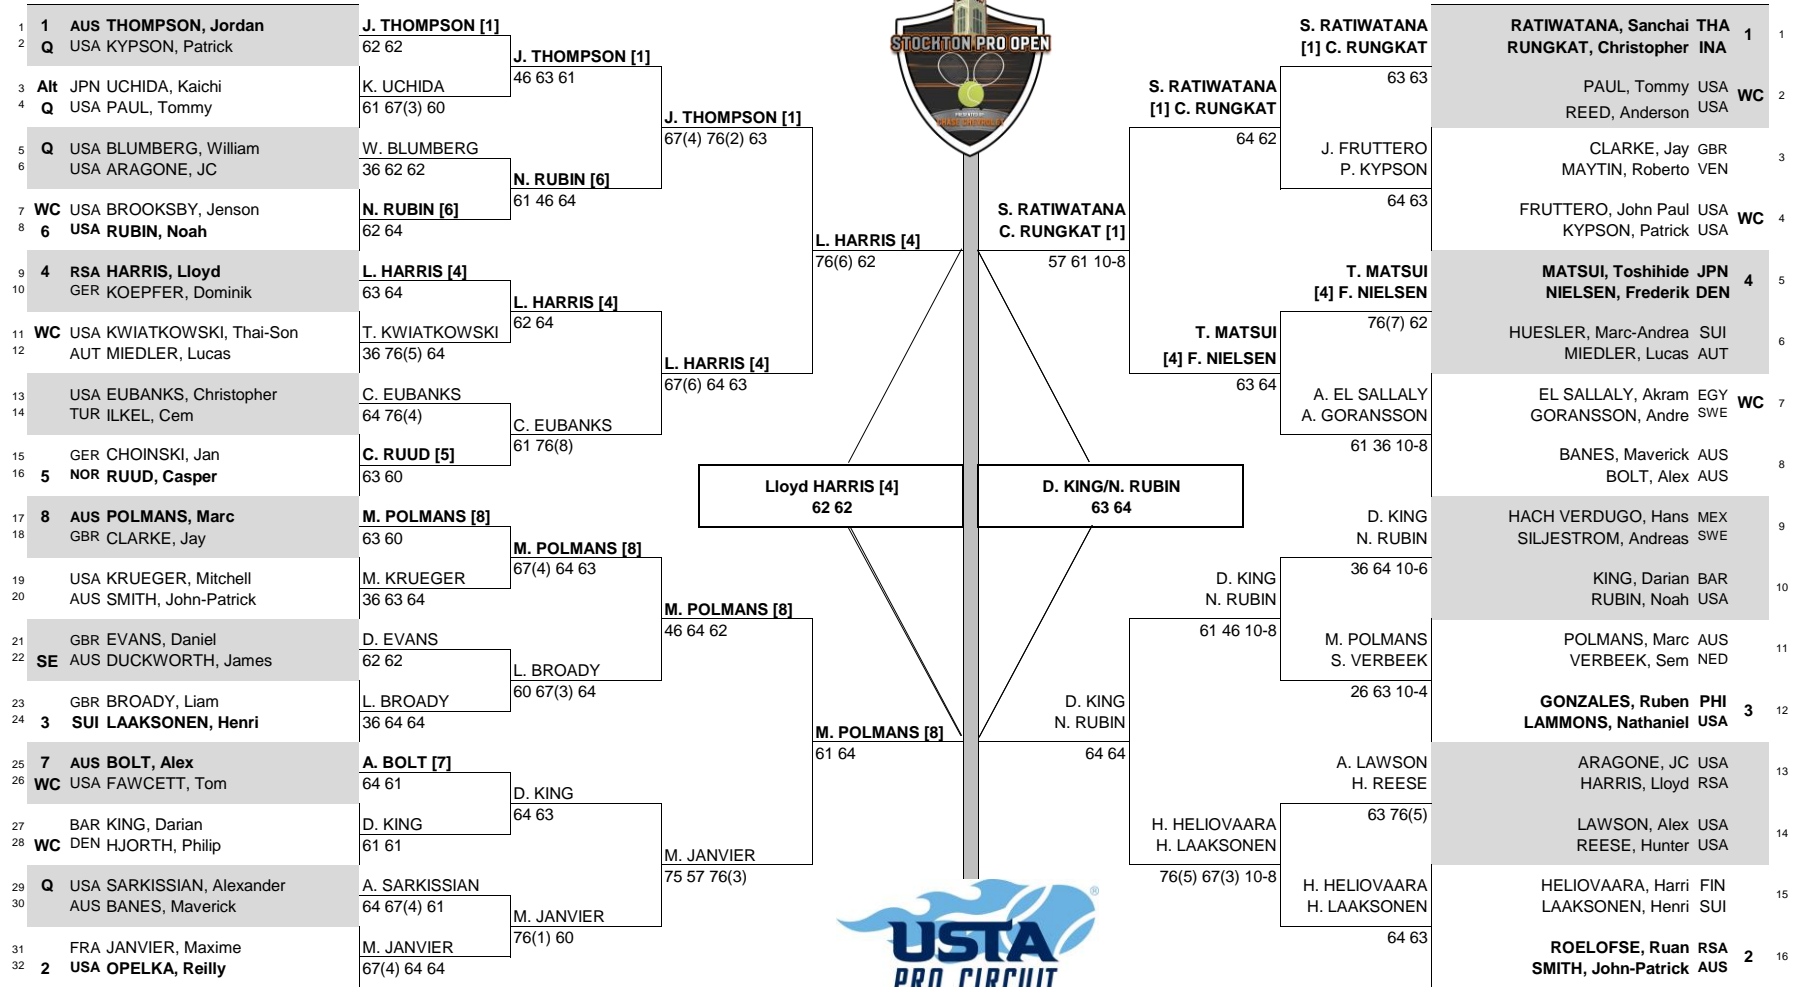 STOCKTON PRO OPEN
1 1 AUS THOMPSON, Jordan
2 Q USA KYPSON, Patrick
3 Alt JPN UCHIDA, Kaichi
4 Q USA PAUL, Tommy
5 Q USA BLUMBERG, William
6 USA ARAGONE, JC
7 WC USA BROOKSBY, Jenson
8 6 USA RUBIN, Noah
9 4 RSA HARRIS, Lloyd
10 GER KOEPFER, Dominik
11 WC USA KWIATKOWSKI, Thai-Son
12 AUT MIEDLER, Lucas
13 USA EUBANKS, Christopher
14 TUR ILKEL, Cem
15 GER CHOINSKI, Jan
16 5 NOR RUUD, Casper
17 8 AUS POLMANS, Marc
18 GBR CLARKE, Jay
19 USA KRUEGER, Mitchell
20 AUS SMITH, John-Patrick
21 GBR EVANS, Daniel
22 SE AUS DUCKWORTH, James
23 GBR BROADY, Liam
24 3 SUI LAAKSONEN, Henri
25 7 AUS BOLT, Alex
26 WC USA FAWCETT, Tom
27 BAR KING, Darian
28 WC DEN HJORTH, Philip
29 Q USA SARKISSIAN, Alexander
30 AUS BANES, Maverick
31 FRA JANVIER, Maxime
32 2 USA OPELKA, Reilly
J. THOMPSON [1]
62 62
K. UCHIDA
61 67(3) 60
W. BLUMBERG
36 62 62
N. RUBIN [6]
62 64
L. HARRIS [4]
63 64
T. KWIATKOWSKI
36 76(5) 64
C. EUBANKS
64 76(4)
C. RUUD [5]
63 60
M. POLMANS [8]
63 60
M. KRUEGER
36 63 64
D. EVANS
62 62
L. BROADY
36 64 64
A. BOLT [7]
64 61
D. KING
61 61
A. SARKISSIAN
64 67(4) 61
M. JANVIER
67(4) 64 64
J. THOMPSON [1]
46 63 61
N. RUBIN [6]
61 46 64
L. HARRIS [4]
62 64
C. EUBANKS
61 76(8)
M. POLMANS [8]
67(4) 64 63
L. BROADY
60 67(3) 64
D. KING
64 63
M. JANVIER
76(1) 60
J. THOMPSON [1]
67(4) 76(2) 63
L. HARRIS [4]
67(6) 64 63
M. POLMANS [8]
46 64 62
M. JANVIER
75 57 76(3)
L. HARRIS [4]
76(6) 62
M. POLMANS [8]
61 64
Lloyd HARRIS [4]
62 62
D. KING/N. RUBIN
63 64
S. RATIWATANA
C. RUNGKAT [1]
57 61 10-8
D. KING
N. RUBIN
64 64
S. RATIWATANA
[1] C. RUNGKAT
64 62
T. MATSUI
[4] F. NIELSEN
63 64
D. KING
N. RUBIN
61 46 10-8
H. HELIOVAARA
H. LAAKSONEN
76(5) 67(3) 10-8
S. RATIWATANA
[1] C. RUNGKAT
63 63
J. FRUTTERO
P. KYPSON
64 63
T. MATSUI
[4] F. NIELSEN
76(7) 62
A. EL SALLALY
A. GORANSSON
61 36 10-8
D. KING
N. RUBIN
36 64 10-6
M. POLMANS
S. VERBEEK
26 63 10-4
A. LAWSON
H. REESE
63 76(5)
H. HELIOVAARA
H. LAAKSONEN
64 63
RATIWATANA, Sanchai THA 1 1
RUNGKAT, Christopher INA
PAUL, Tommy USA WC 2
REED, Anderson USA
CLARKE, Jay GBR 3
MAYTIN, Roberto VEN
FRUTTERO, John Paul USA WC 4
KYPSON, Patrick USA
MATSUI, Toshihide JPN 4 5
NIELSEN, Frederik DEN
HUESLER, Marc-Andrea SUI 6
MIEDLER, Lucas AUT
EL SALLALY, Akram EGY WC 7
GORANSSON, Andre SWE
BANES, Maverick AUS 8
BOLT, Alex AUS
HACH VERDUGO, Hans MEX 9
SILJESTROM, Andreas SWE
KING, Darian BAR 10
RUBIN, Noah USA
POLMANS, Marc AUS 11
VERBEEK, Sem NED
GONZALES, Ruben PHI 3 12
LAMMONS, Nathaniel USA
ARAGONE, JC USA 13
HARRIS, Lloyd RSA
LAWSON, Alex USA 14
REESE, Hunter USA
HELIOVAARA, Harri FIN 15
LAAKSONEN, Henri SUI
ROELOFSE, Ruan RSA 2 16
SMITH, John-Patrick AUS
USTA ®
PRO CIRCUIT